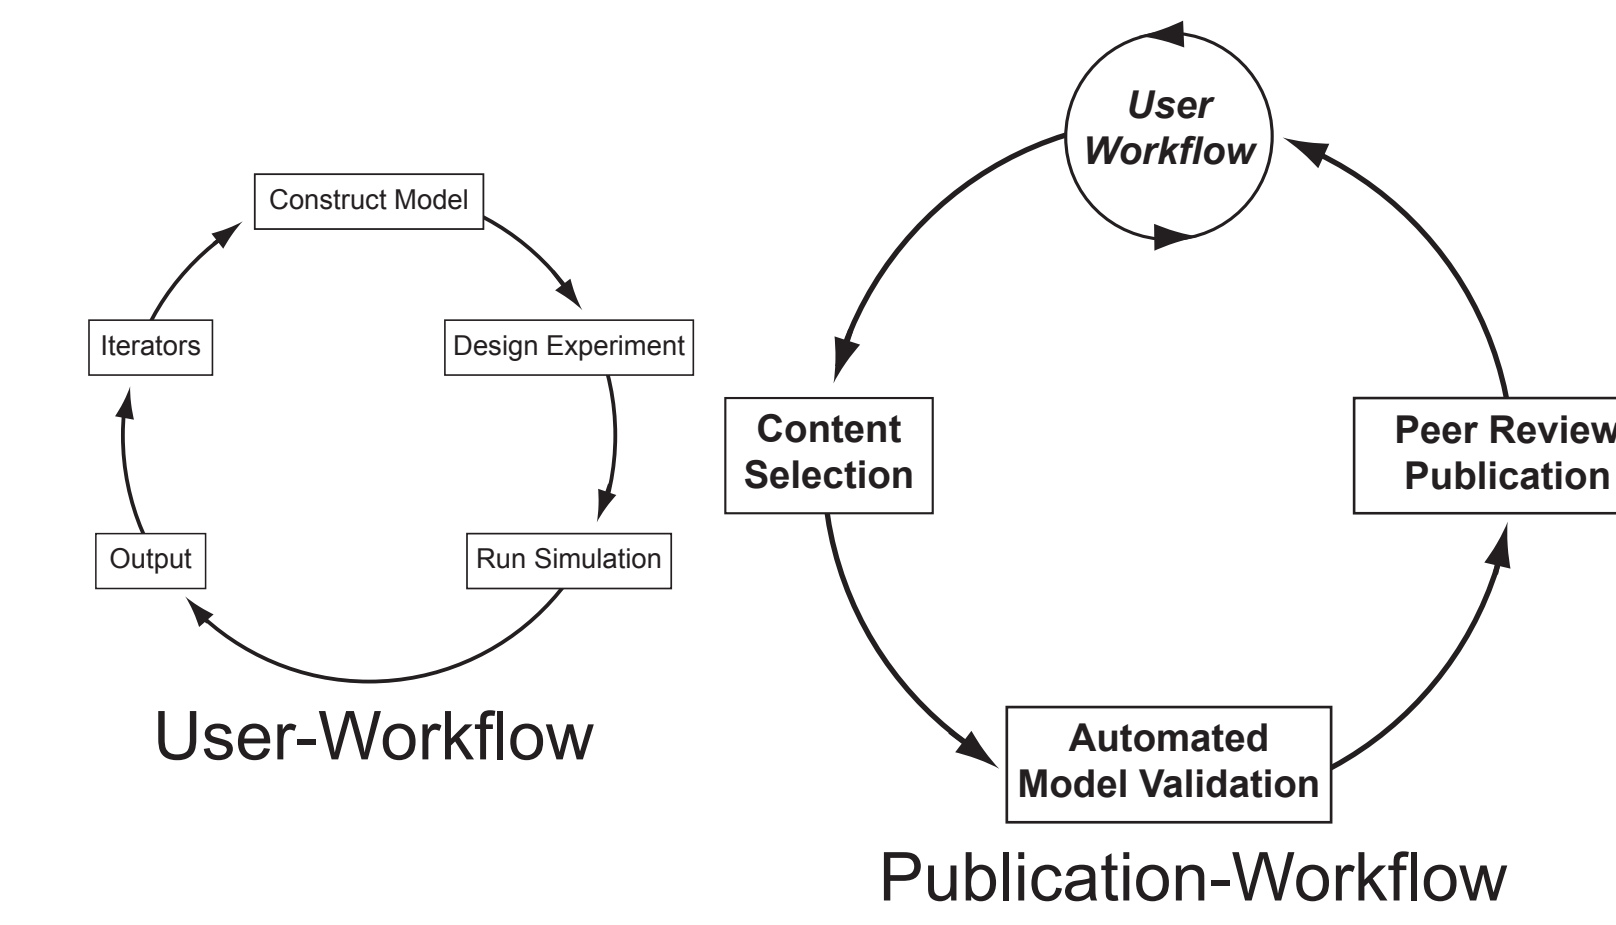 Construct Model
Design Experiment
Run Simulation
Output
Iterators
User-Workflow
User
Workflow
Content
Selection
Automated
Model Validation
Peer Review
Publication
Publication-Workflow